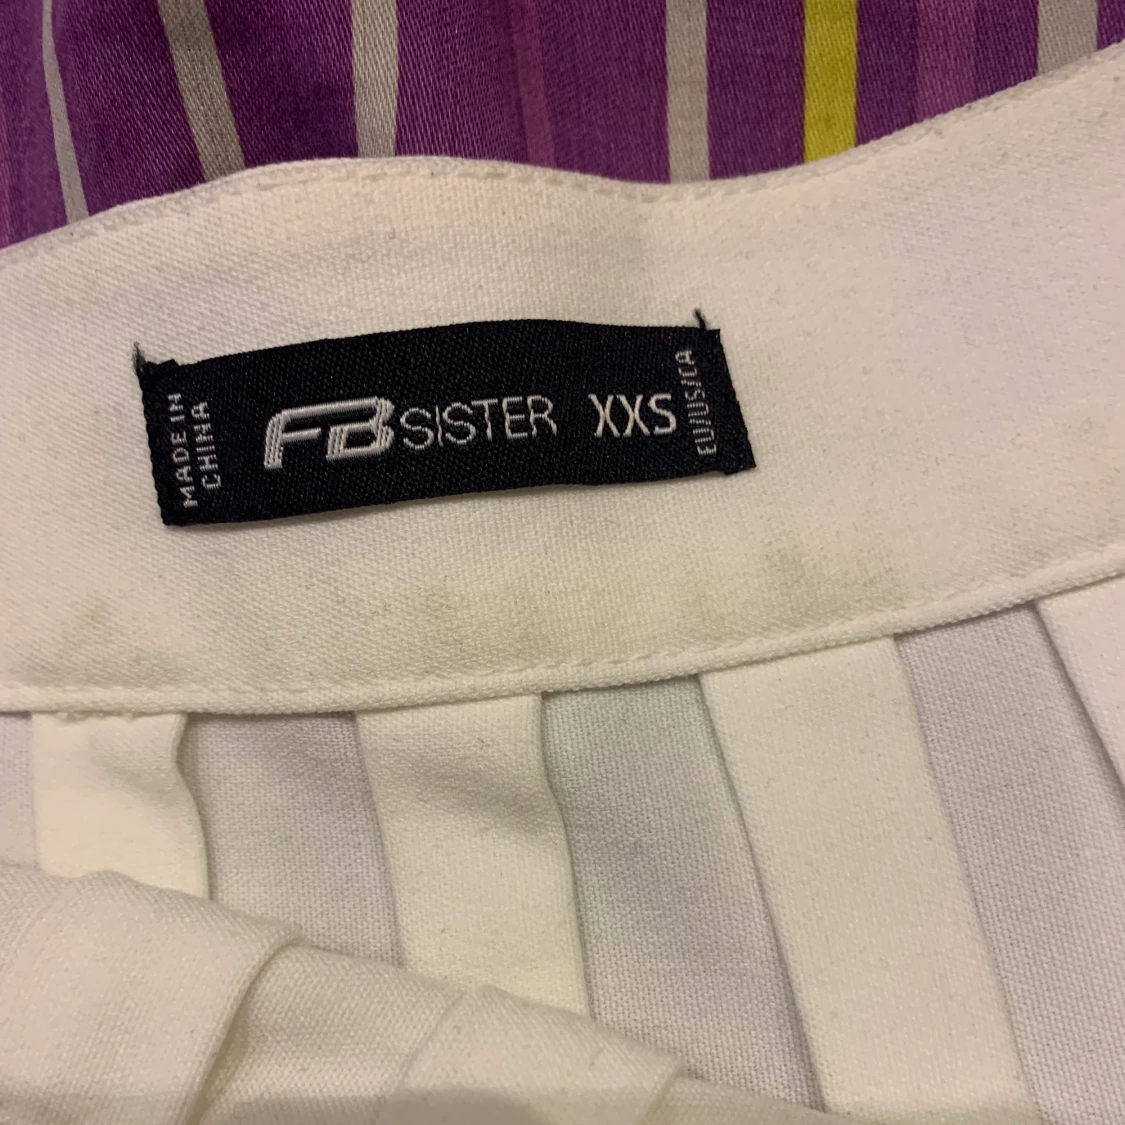 MADE IN
CHINA
FB SISTER XXS
EU/US/CA